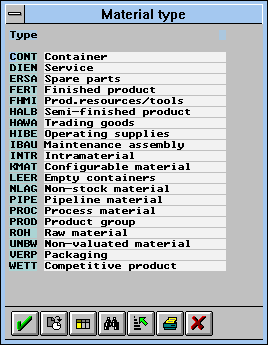 Material type
Type
CONT Container
DIEN Service
ERSA Spare parts
FERT Finished product
FHMI Prod.resources/tools
HALB Semi-finished product
HAWA Trading goods
HIBE Operating supplies
IBAU Maintenance assembly
INTR Intramaterial
KMAT Configurable material
LEER Empty containers
NLAG Non-stock material
PIPE Pipeline material
PROC Process material
PROD Product group
ROH Raw material
UNBW Non-valuated material
VERP Packaging
WETT Competitive product